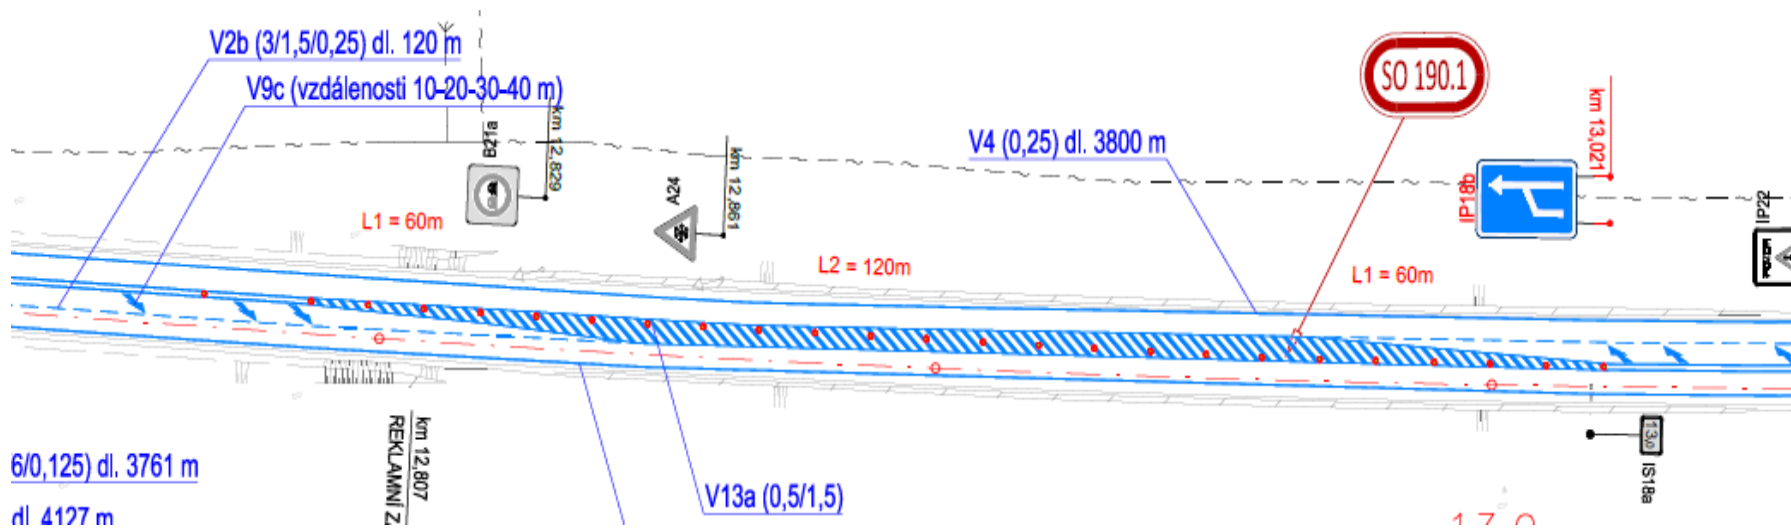 V2b (3/1,5/0,25) dl. 120 m
V9c (vzdálenosti 10-20-30-40 m)
B21a
km 12,829
A24
km 12,861
L1 = 60m
L2 = 120m
V4 (0,25) dl. 3800 m
SO 190.1
km 13,021
IP18b
IP22
L1 = 60m
km 12,807
REKLAMNÍ Z
V13a (0,5/1,5)
13,0
IS18a
6/0,125) dl. 3761 m
dl. 4127 m